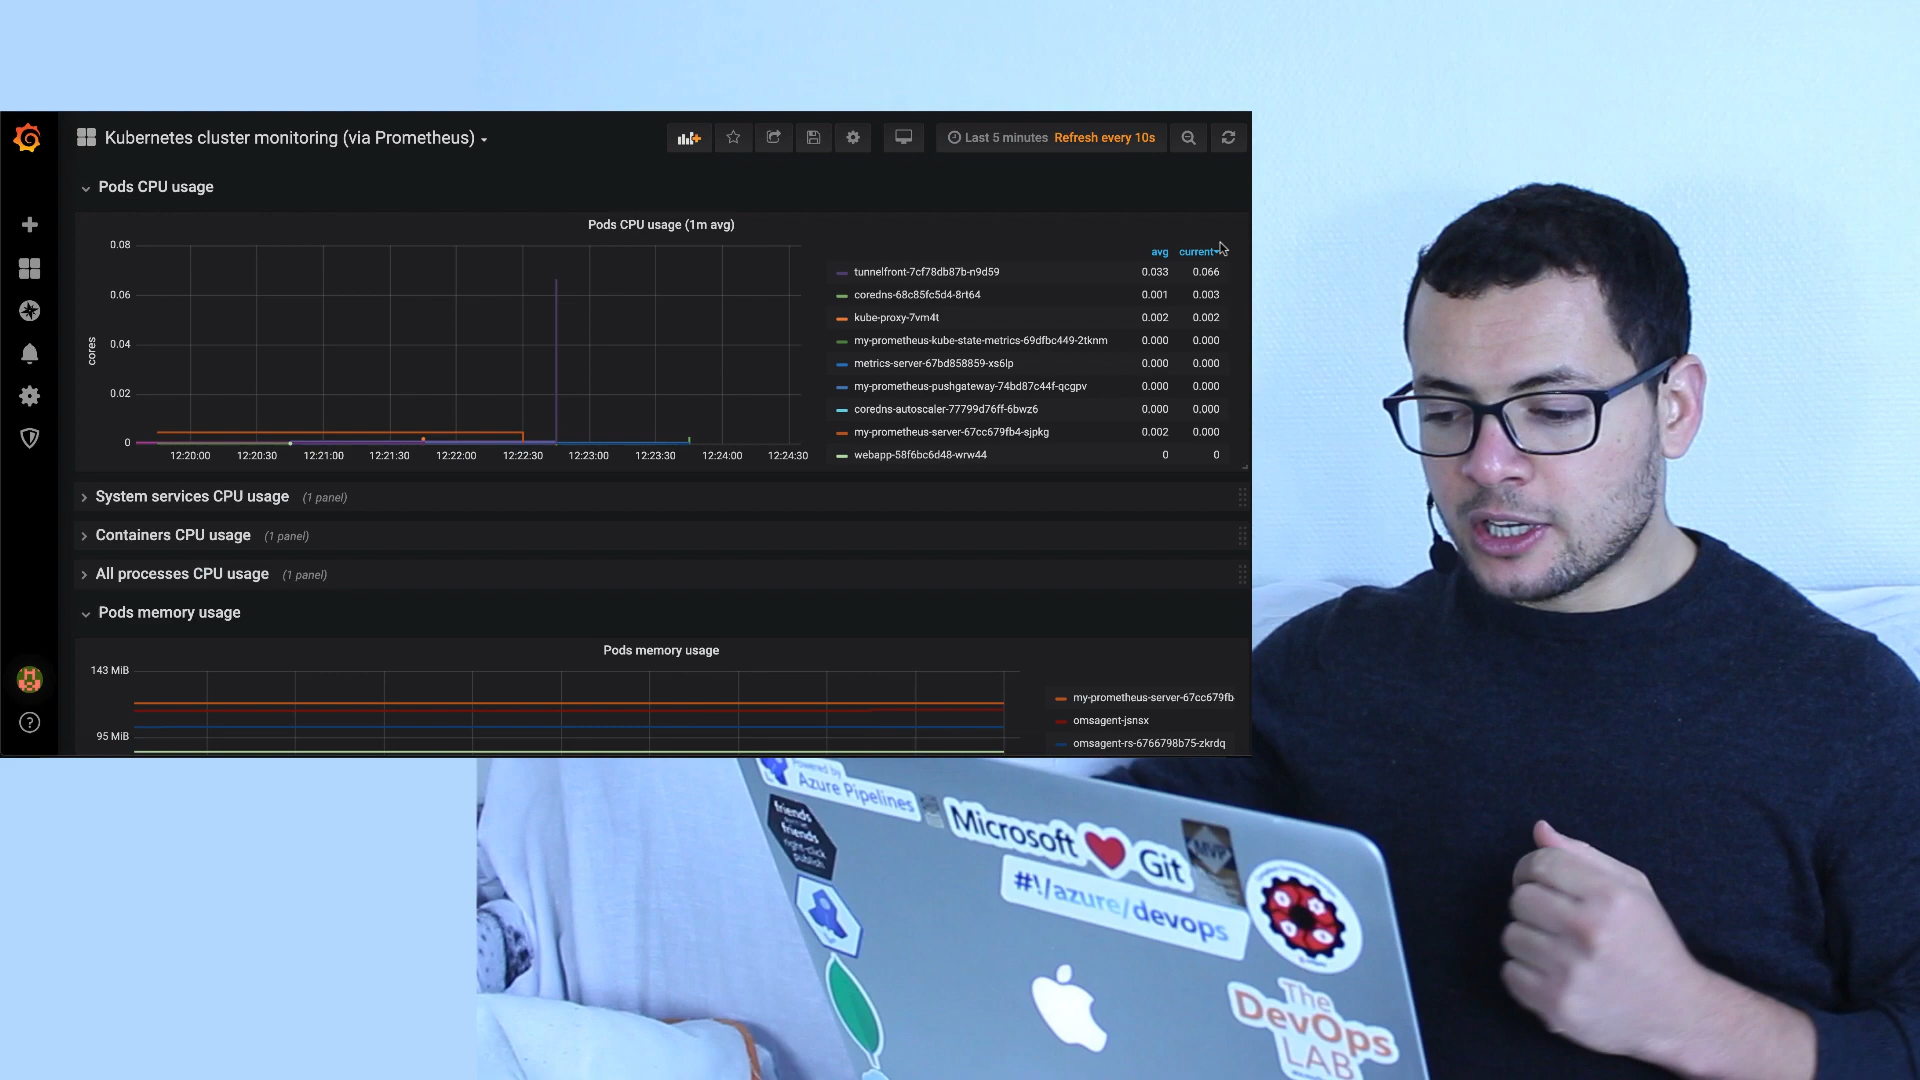 Kubernetes cluster monitoring (via Prometheus)
Last 5 minutes Refresh every 10s
Pods CPU usage
Pods CPU usage (1m avg)
cores
0.08
0.06
0.04
0.02
0
12:20:00 12:20:30 12:21:00 12:21:30 12:22:00 12:22:30 12:23:00 12:23:30 12:24:00 12:24:30
avg current
tunnelfront-7cf78db87b-n9d59 0.033 0.066
coredns-68c85fc5d4-8rt64 0.001 0.003
kube-proxy-7vm4t 0.002 0.002
my-prometheus-kube-state-metrics-69dfbc449-2tknm 0.000 0.000
metrics-server-67bd858859-xs6lp 0.000 0.000
my-prometheus-pushgateway-74bd87c44f-qcgpv 0.000 0.000
coredns-autoscaler-77799d76ff-6bwz6 0.000 0.000
my-prometheus-server-67cc679fb4-sjpkg 0.002 0.000
webapp-58f6bc6d48-wrw44 0 0
System services CPU usage (1 panel)
Containers CPU usage (1 panel)
All processes CPU usage (1 panel)
Pods memory usage
Pods memory usage
143 MiB
95 MiB
my-prometheus-server-67cc679fb
omsagent-jsnsx
omsagent-rs-6766798b75-zkrdq
Powered by
Azure Pipelines
friends
friends
right-click
publish
Microsoft ❤ Git
MVP
#!/azure/devops
The
DevOps
LAB